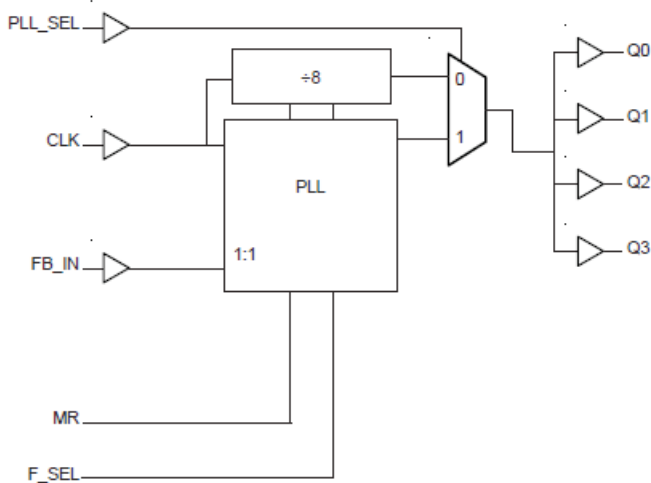 PLL_SEL
Q0
÷8
0
Q1
CLK
1
PLL
Q2
1:1
FB_IN
Q3
MR
F_SEL